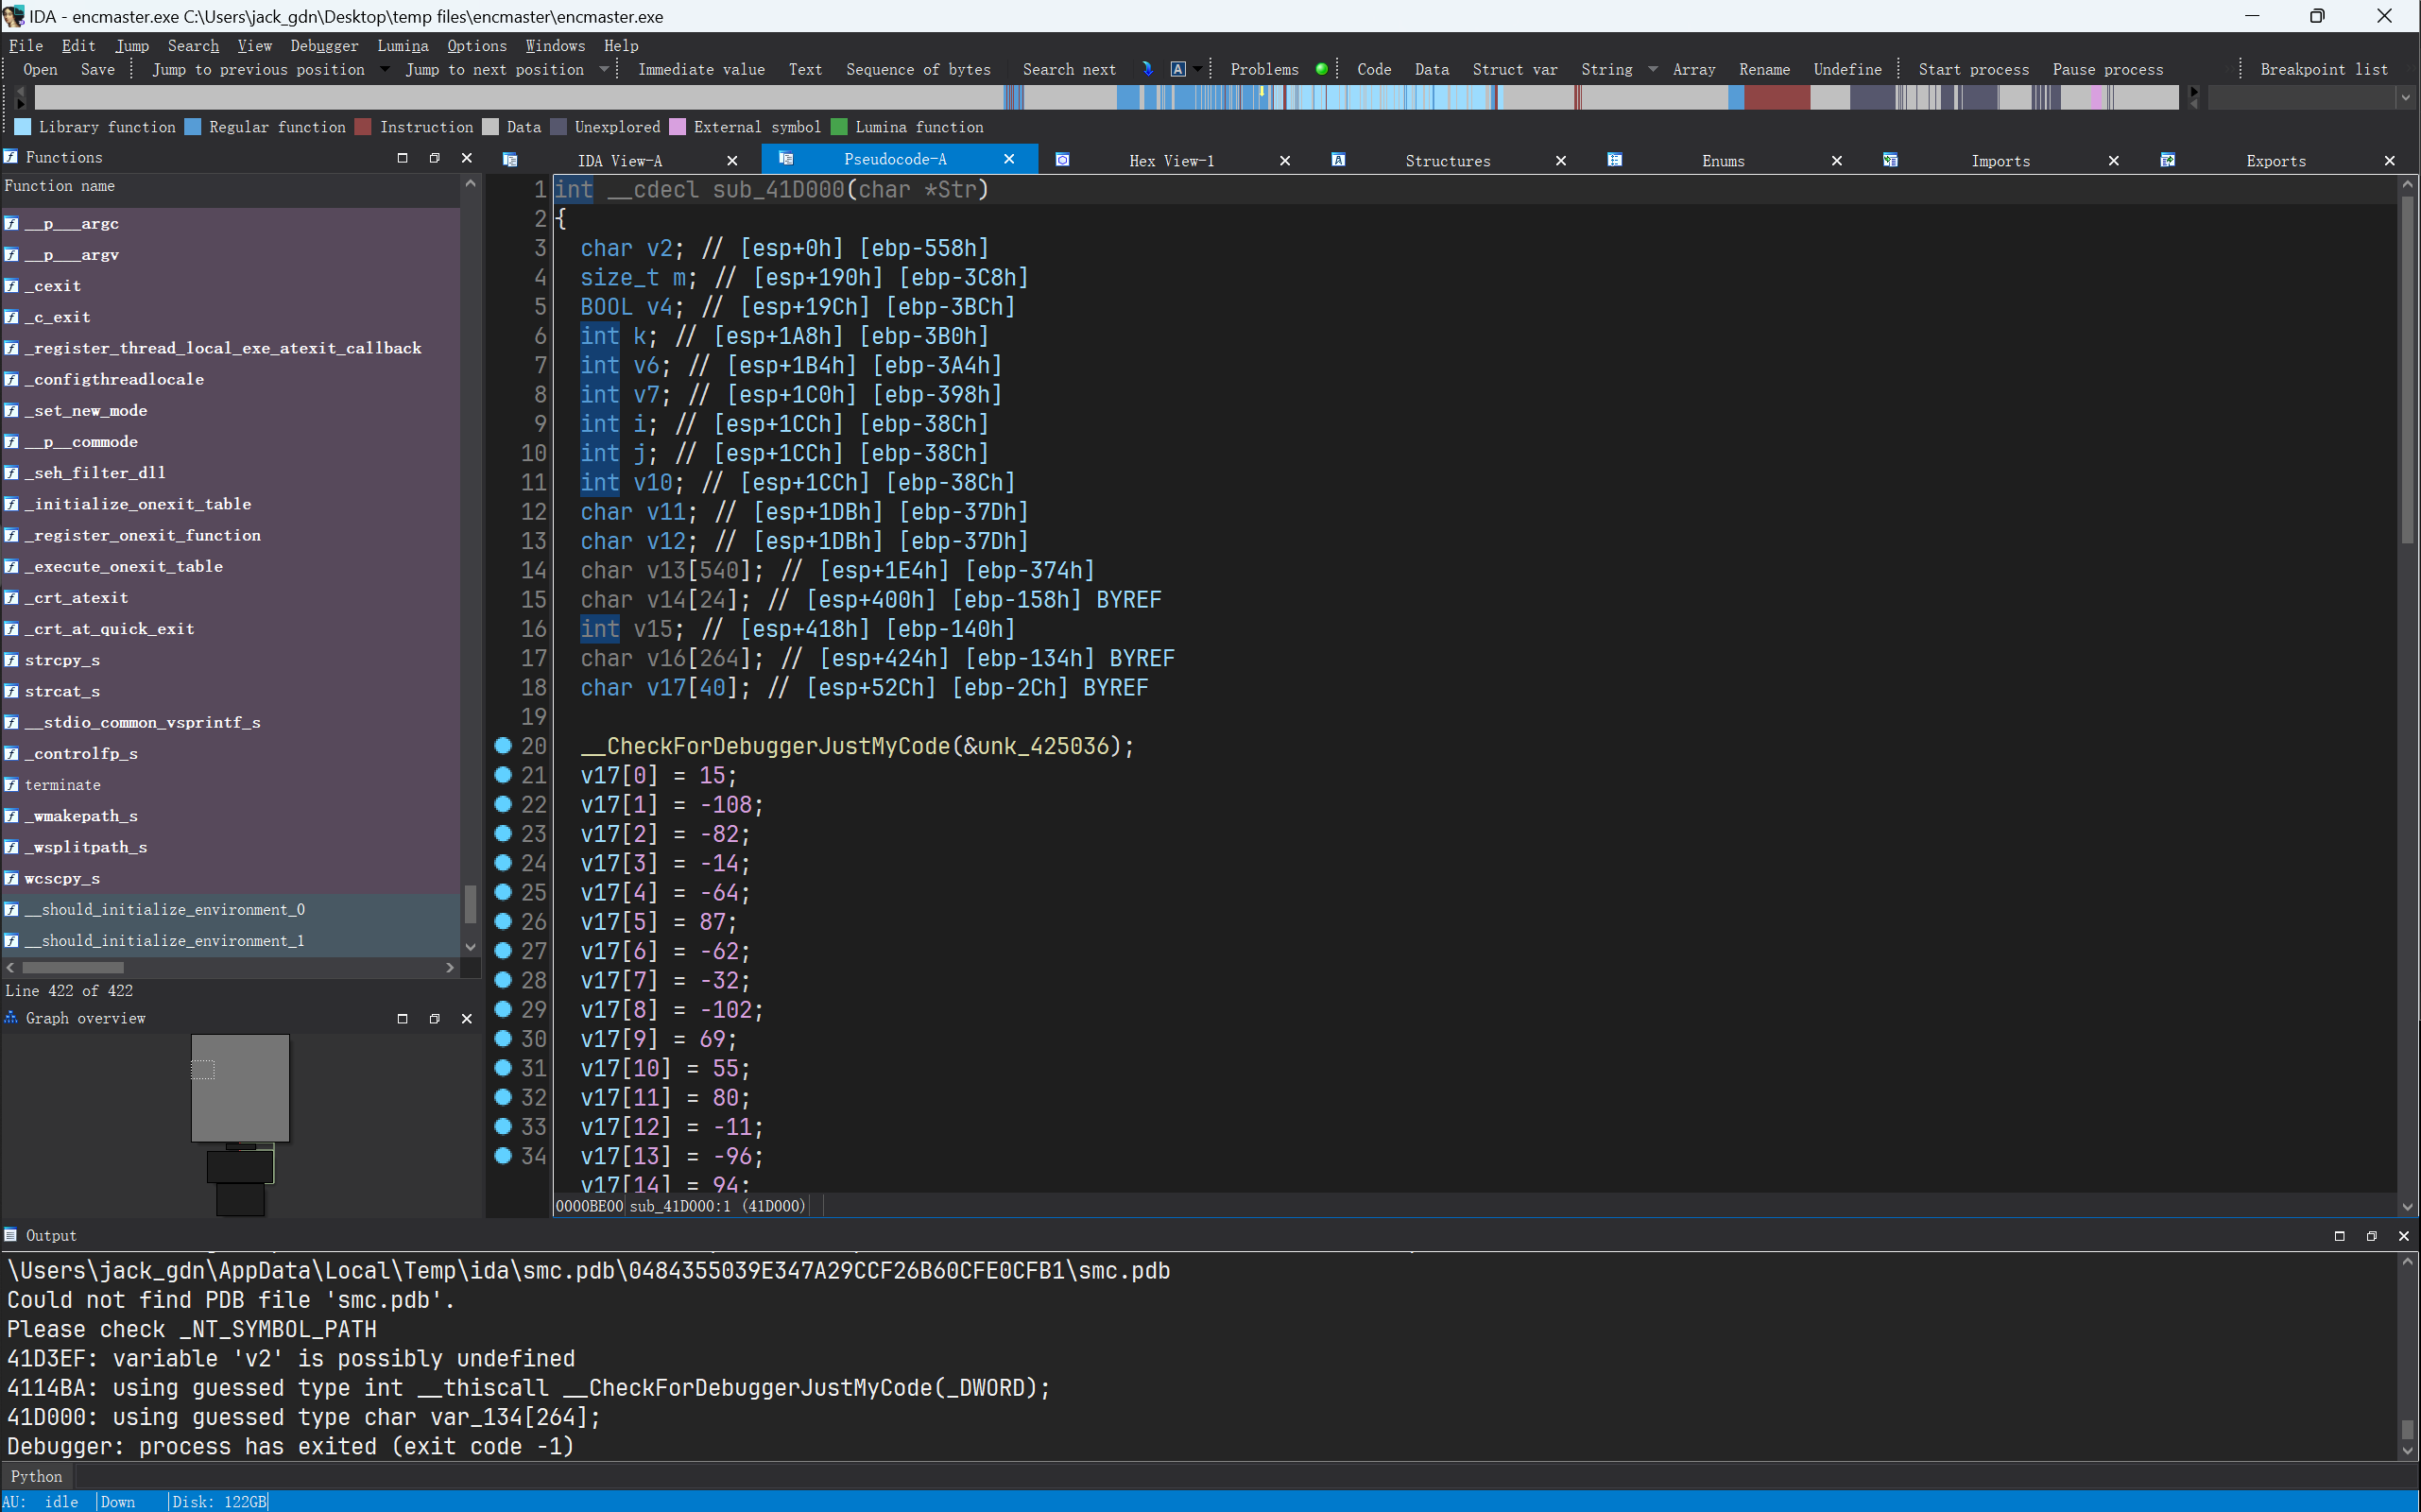 IDA - encmaster.exe C:\Users\jack_gdn\Desktop\temp files\encmaster\encmaster.exe
File Edit Jump Search View Debugger Lumina Options Windows Help
Open Save Jump to previous position Jump to next position Immediate value Text Sequence of bytes Search next A Problems Code Data Struct var String Array Rename Undefine Start process Pause process Breakpoint list
Library function Regular function Instruction Data Unexplored External symbol Lumina function
Functions
Function name
__p___argc
__p___argv
_cexit
_c_exit
_register_thread_local_exe_atexit_callback
_configthreadlocale
_set_new_mode
__p__commode
_seh_filter_dll
_initialize_onexit_table
_register_onexit_function
_execute_onexit_table
_crt_atexit
_crt_at_quick_exit
strcpy_s
strcat_s
__stdio_common_vsprintf_s
_controlfp_s
terminate
_wmakepath_s
_wsplitpath_s
wcscpy_s
__should_initialize_environment_0
__should_initialize_environment_1
Line 422 of 422
Graph overview
IDA View-A Pseudocode-A Hex View-1 Structures Enums Imports Exports
1 int __cdecl sub_41D000(char *Str)
2 {
3 char v2; // [esp+0h] [ebp-558h]
4 size_t m; // [esp+190h] [ebp-3C8h]
5 BOOL v4; // [esp+19Ch] [ebp-3BCh]
6 int k; // [esp+1A8h] [ebp-3B0h]
7 int v6; // [esp+1B4h] [ebp-3A4h]
8 int v7; // [esp+1C0h] [ebp-398h]
9 int i; // [esp+1CCh] [ebp-38Ch]
10 int j; // [esp+1CCh] [ebp-38Ch]
11 int v10; // [esp+1CCh] [ebp-38Ch]
12 char v11; // [esp+1DBh] [ebp-37Dh]
13 char v12; // [esp+1DBh] [ebp-37Dh]
14 char v13[540]; // [esp+1E4h] [ebp-374h]
15 char v14[24]; // [esp+400h] [ebp-158h] BYREF
16 int v15; // [esp+418h] [ebp-140h]
17 char v16[264]; // [esp+424h] [ebp-134h] BYREF
18 char v17[40]; // [esp+52Ch] [ebp-2Ch] BYREF
19
20 __CheckForDebuggerJustMyCode(&unk_425036);
21 v17[0] = 15;
22 v17[1] = -108;
23 v17[2] = -82;
24 v17[3] = -14;
25 v17[4] = -64;
26 v17[5] = 87;
27 v17[6] = -62;
28 v17[7] = -32;
29 v17[8] = -102;
30 v17[9] = 69;
31 v17[10] = 55;
32 v17[11] = 80;
33 v17[12] = -11;
34 v17[13] = -96;
v17[14] = 94;
0000BE00 sub_41D000:1 (41D000)
Output
\Users\jack_gdn\AppData\Local\Temp\ida\smc.pdb\0484355039E347A29CCF26B60CFE0CFB1\smc.pdb
Could not find PDB file 'smc.pdb'.
Please check _NT_SYMBOL_PATH
41D3EF: variable 'v2' is possibly undefined
4114BA: using guessed type int __thiscall __CheckForDebuggerJustMyCode(_DWORD);
41D000: using guessed type char var_134[264];
Debugger: process has exited (exit code -1)
Python
AU: idle Down Disk: 122GB